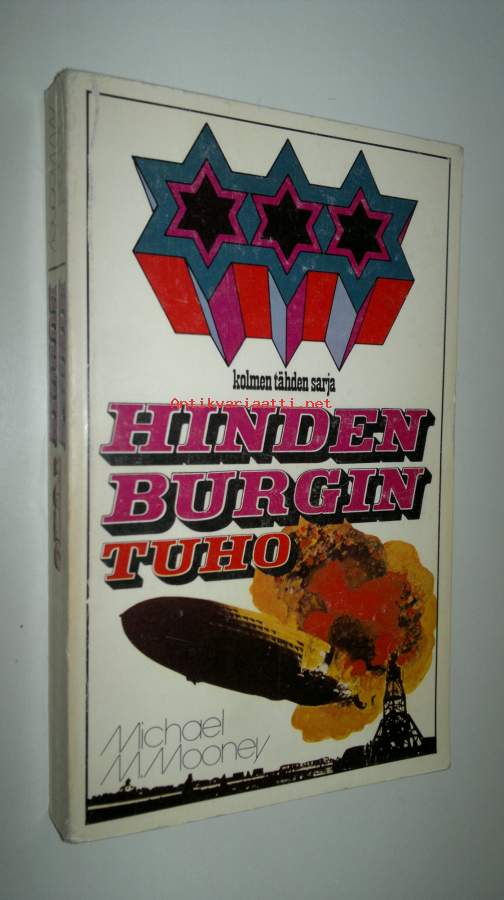 kolmen tähden sarja
Antikvariaatti.net
HINDEN
BURGIN
TUHO
Michael
M.Mooney